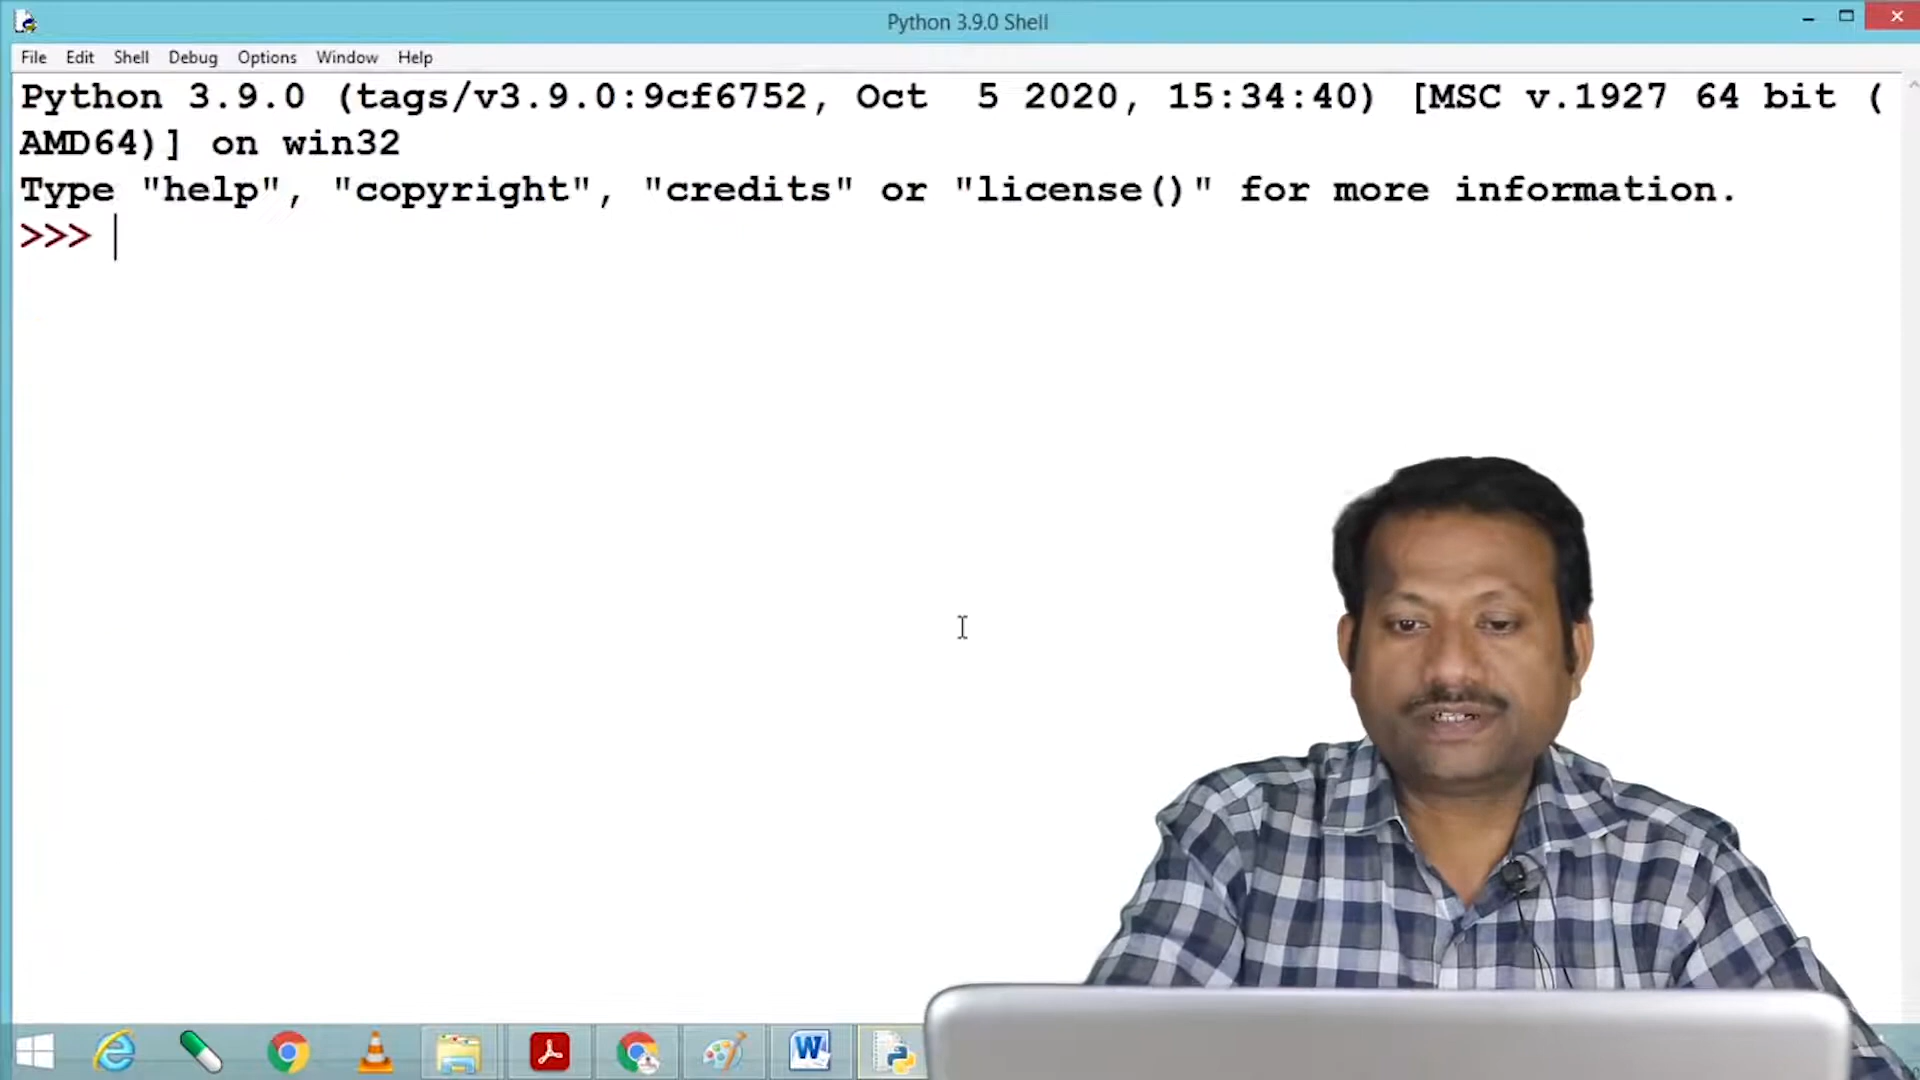 Python 3.9.0 Shell
File Edit Shell Debug Options Window Help
Python 3.9.0 (tags/v3.9.0:9cf6752, Oct  5 2020, 15:34:40) [MSC v.1927 64 bit (
AMD64)] on win32
Type "help", "copyright", "credits" or "license()" for more information.
>>>
W